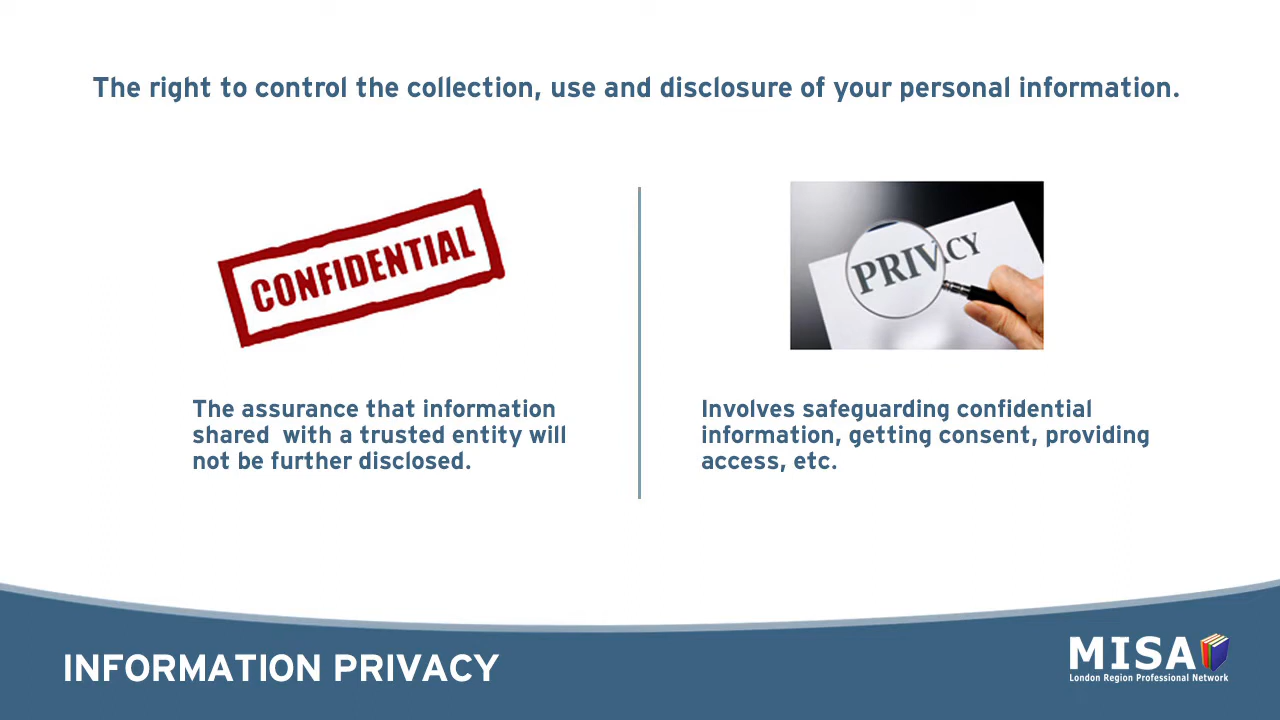 The right to control the collection, use and disclosure of your personal information.
CONFIDENTIAL
The assurance that information
shared with a trusted entity will
not be further disclosed.
PRIVACY
Involves safeguarding confidential
information, getting consent, providing
access, etc.
INFORMATION PRIVACY
MISA
London Region Professional Network